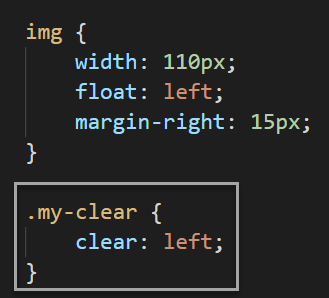 img {
    width: 110px;
    float: left;
    margin-right: 15px;
}
.my-clear {
    clear: left;
}